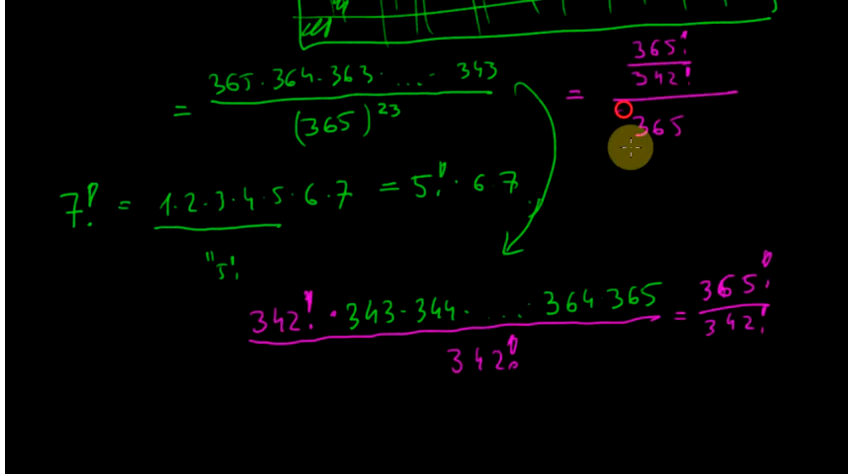 = 365·364·363·....· 343 / (365)^23 = (365! / 342!) / 365
7! = 1·2·3·4·5·6·7 = 5!·6 7
"5!
342!·343·344·....· 364 365 / 342! = 365! / 342!